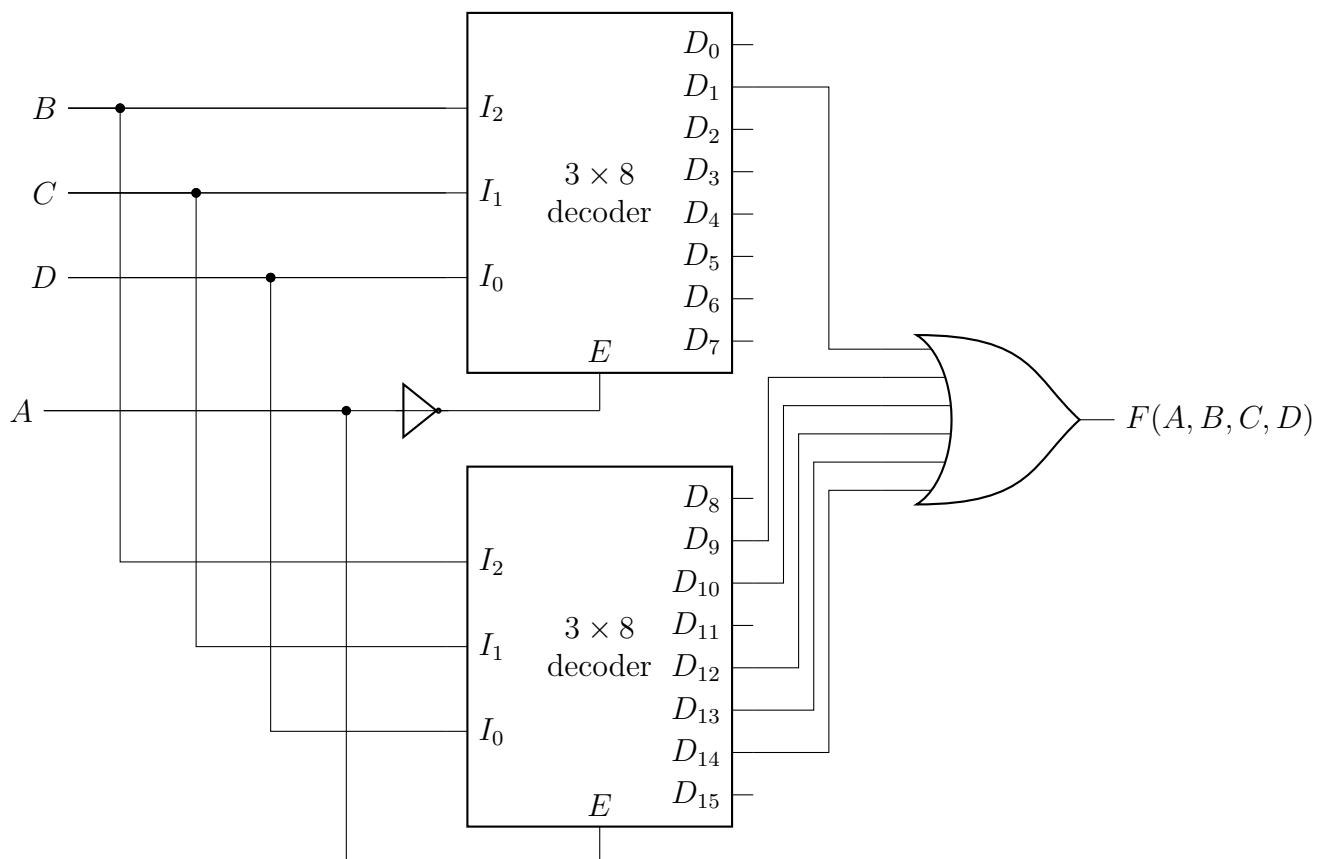 B
C
D
A
I₂
I₁
I₀
3 × 8
decoder
E
D₀
D₁
D₂
D₃
D₄
D₅
D₆
D₇
I₂
I₁
I₀
3 × 8
decoder
E
D₈
D₉
D₁₀
D₁₁
D₁₂
D₁₃
D₁₄
D₁₅
F(A, B, C, D)